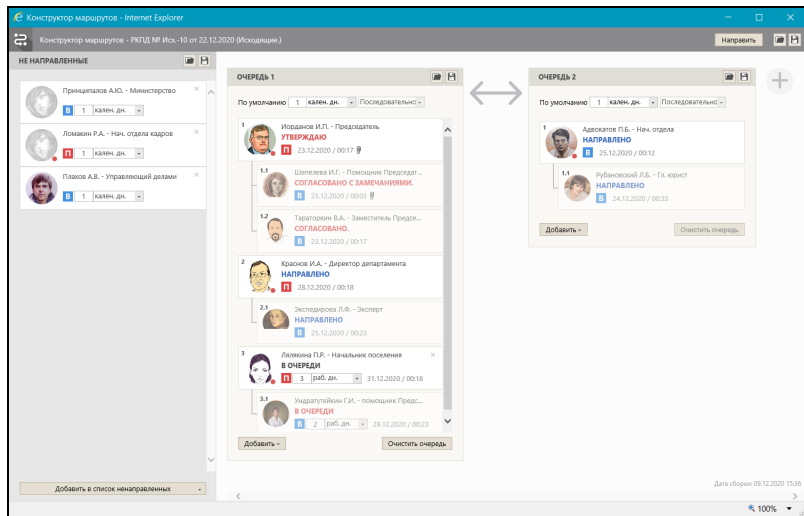 Конструктор маршрутов - Internet Explorer
Конструктор маршрутов - РКПД № Исх.-10 от 22.12.2020 (Исходящие.)
Направить
НЕ НАПРАВЛЕННЫЕ
Принципалов А.Ю. - Министерство
В 1 кален. дн.
Ломакин Р.А. - Нач. отдела кадров
П 1 кален. дн.
Плахов А.В. - Управляющий делами
В 1 кален. дн.
Добавить в список ненаправленных
ОЧЕРЕДЬ 1
По умолчанию 1 кален. дн. Последовательно
1 Иорданов И.П. - Председатель
УТВЕРЖДАЮ
П 23.12.2020 / 00:17
1.1 Шепелева И.Г. - Помощник Председат...
СОГЛАСОВАНО С ЗАМЕЧАНИЯМИ.
В 23.12.2020 / 00:03
1.2 Тараторкин В.А. - Заместитель Предсе...
СОГЛАСОВАНО.
В 23.12.2020 / 00:17
2 Краснов И.А. - Директор департамента
НАПРАВЛЕНО
П 28.12.2020 / 00:18
2.1 Экспедирова Л.Ф. - Эксперт
НАПРАВЛЕНО
В 25.12.2020 / 00:23
3 Лялякина П.Р. - Начальник поселения
В ОЧЕРЕДИ
П 3 раб. дн. 31.12.2020 / 00:18
3.1 Ундратутейкин Г.И. - помощник Предс...
В ОЧЕРЕДИ
В 2 раб. дн. 29.12.2020 / 00:23
Добавить
Очистить очередь
ОЧЕРЕДЬ 2
По умолчанию 1 кален. дн. Последовательно
1 Адвокатов П.Б. - Нач. отдела
НАПРАВЛЕНО
В 25.12.2020 / 00:12
1.1 Рубановский Л.Б. - Гл. юрист
НАПРАВЛЕНО
В 24.12.2020 / 00:33
Добавить
Очистить очередь
Дата сборки: 09.12.2020 15:36
100%